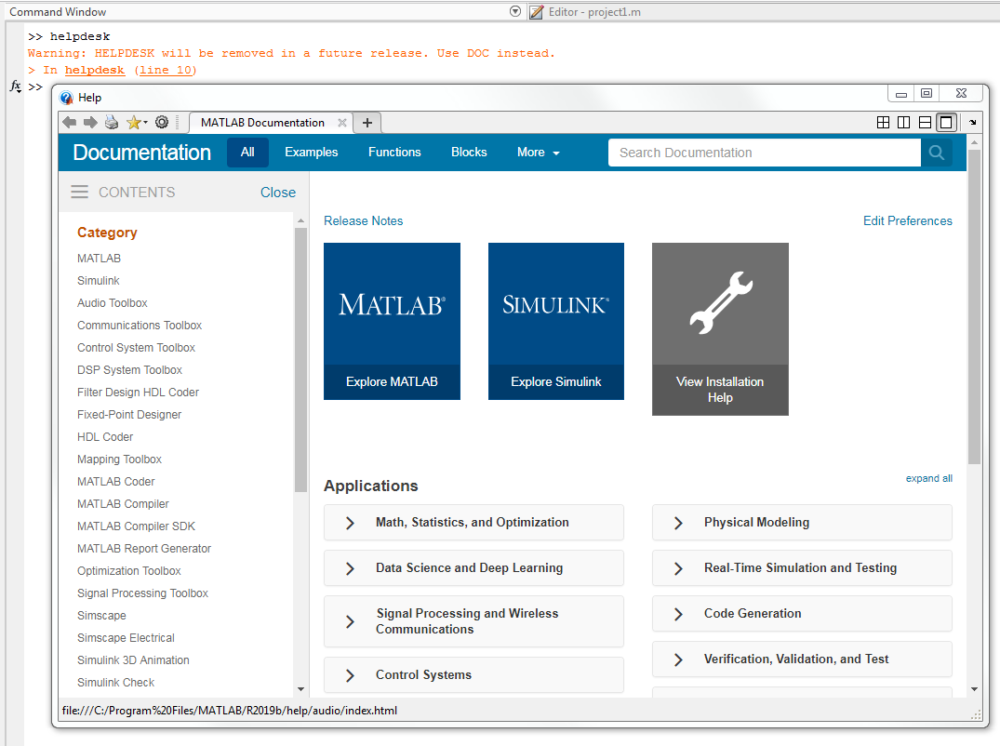 Command Window
Editor - project1.m
>> helpdesk
Warning: HELPDESK will be removed in a future release. Use DOC instead.
> In helpdesk (line 10)
fx >>
Help
MATLAB Documentation
Documentation All Examples Functions Blocks More Search Documentation
CONTENTS Close
Category
MATLAB
Simulink
Audio Toolbox
Communications Toolbox
Control System Toolbox
DSP System Toolbox
Filter Design HDL Coder
Fixed-Point Designer
HDL Coder
Mapping Toolbox
MATLAB Coder
MATLAB Compiler
MATLAB Compiler SDK
MATLAB Report Generator
Optimization Toolbox
Signal Processing Toolbox
Simscape
Simscape Electrical
Simulink 3D Animation
Simulink Check
Release Notes
Edit Preferences
MATLAB®
Explore MATLAB
SIMULINK®
Explore Simulink
View Installation
Help
Applications
expand all
Math, Statistics, and Optimization
Data Science and Deep Learning
Signal Processing and Wireless
Communications
Control Systems
Physical Modeling
Real-Time Simulation and Testing
Code Generation
Verification, Validation, and Test
file:///C:/Program%20Files/MATLAB/R2019b/help/audio/index.html